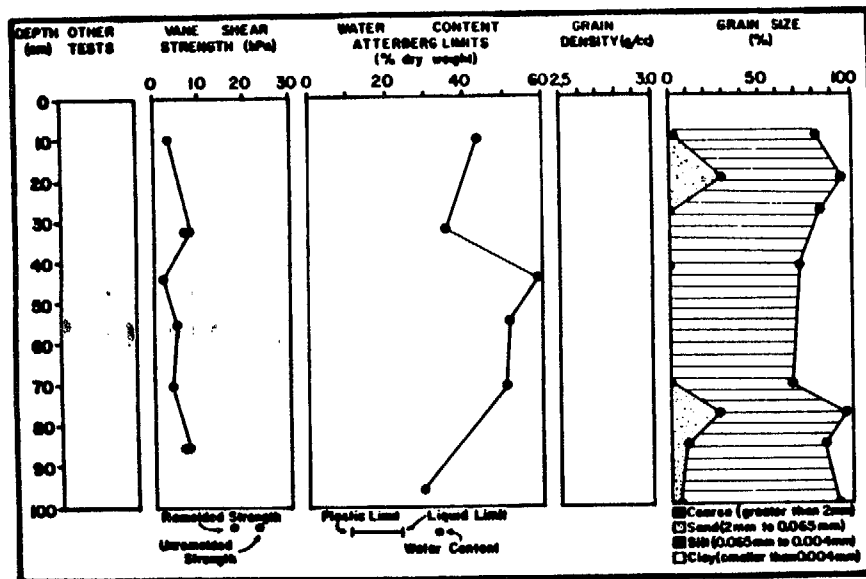 DEPTH OTHER
(cm) TESTS
VANE SHEAR
STRENGTH (kPa)
WATER CONTENT
ATTERBERG LIMITS
(% dry weight)
GRAIN
DENSITY (g/cc)
GRAIN SIZE
(%)
0 10 30
40 60
2.5 3.0
0 50 100
0
10
20
30
40
50
60
70
80
90
100
Remolded Strength
Unremolded
Strength
Plastic Limit
Liquid Limit
Water Content
Coarse (greater than 2mm)
Sand (2mm to 0.065mm)
Silt (0.065mm to 0.004mm)
Clay (smaller than 0.004mm)